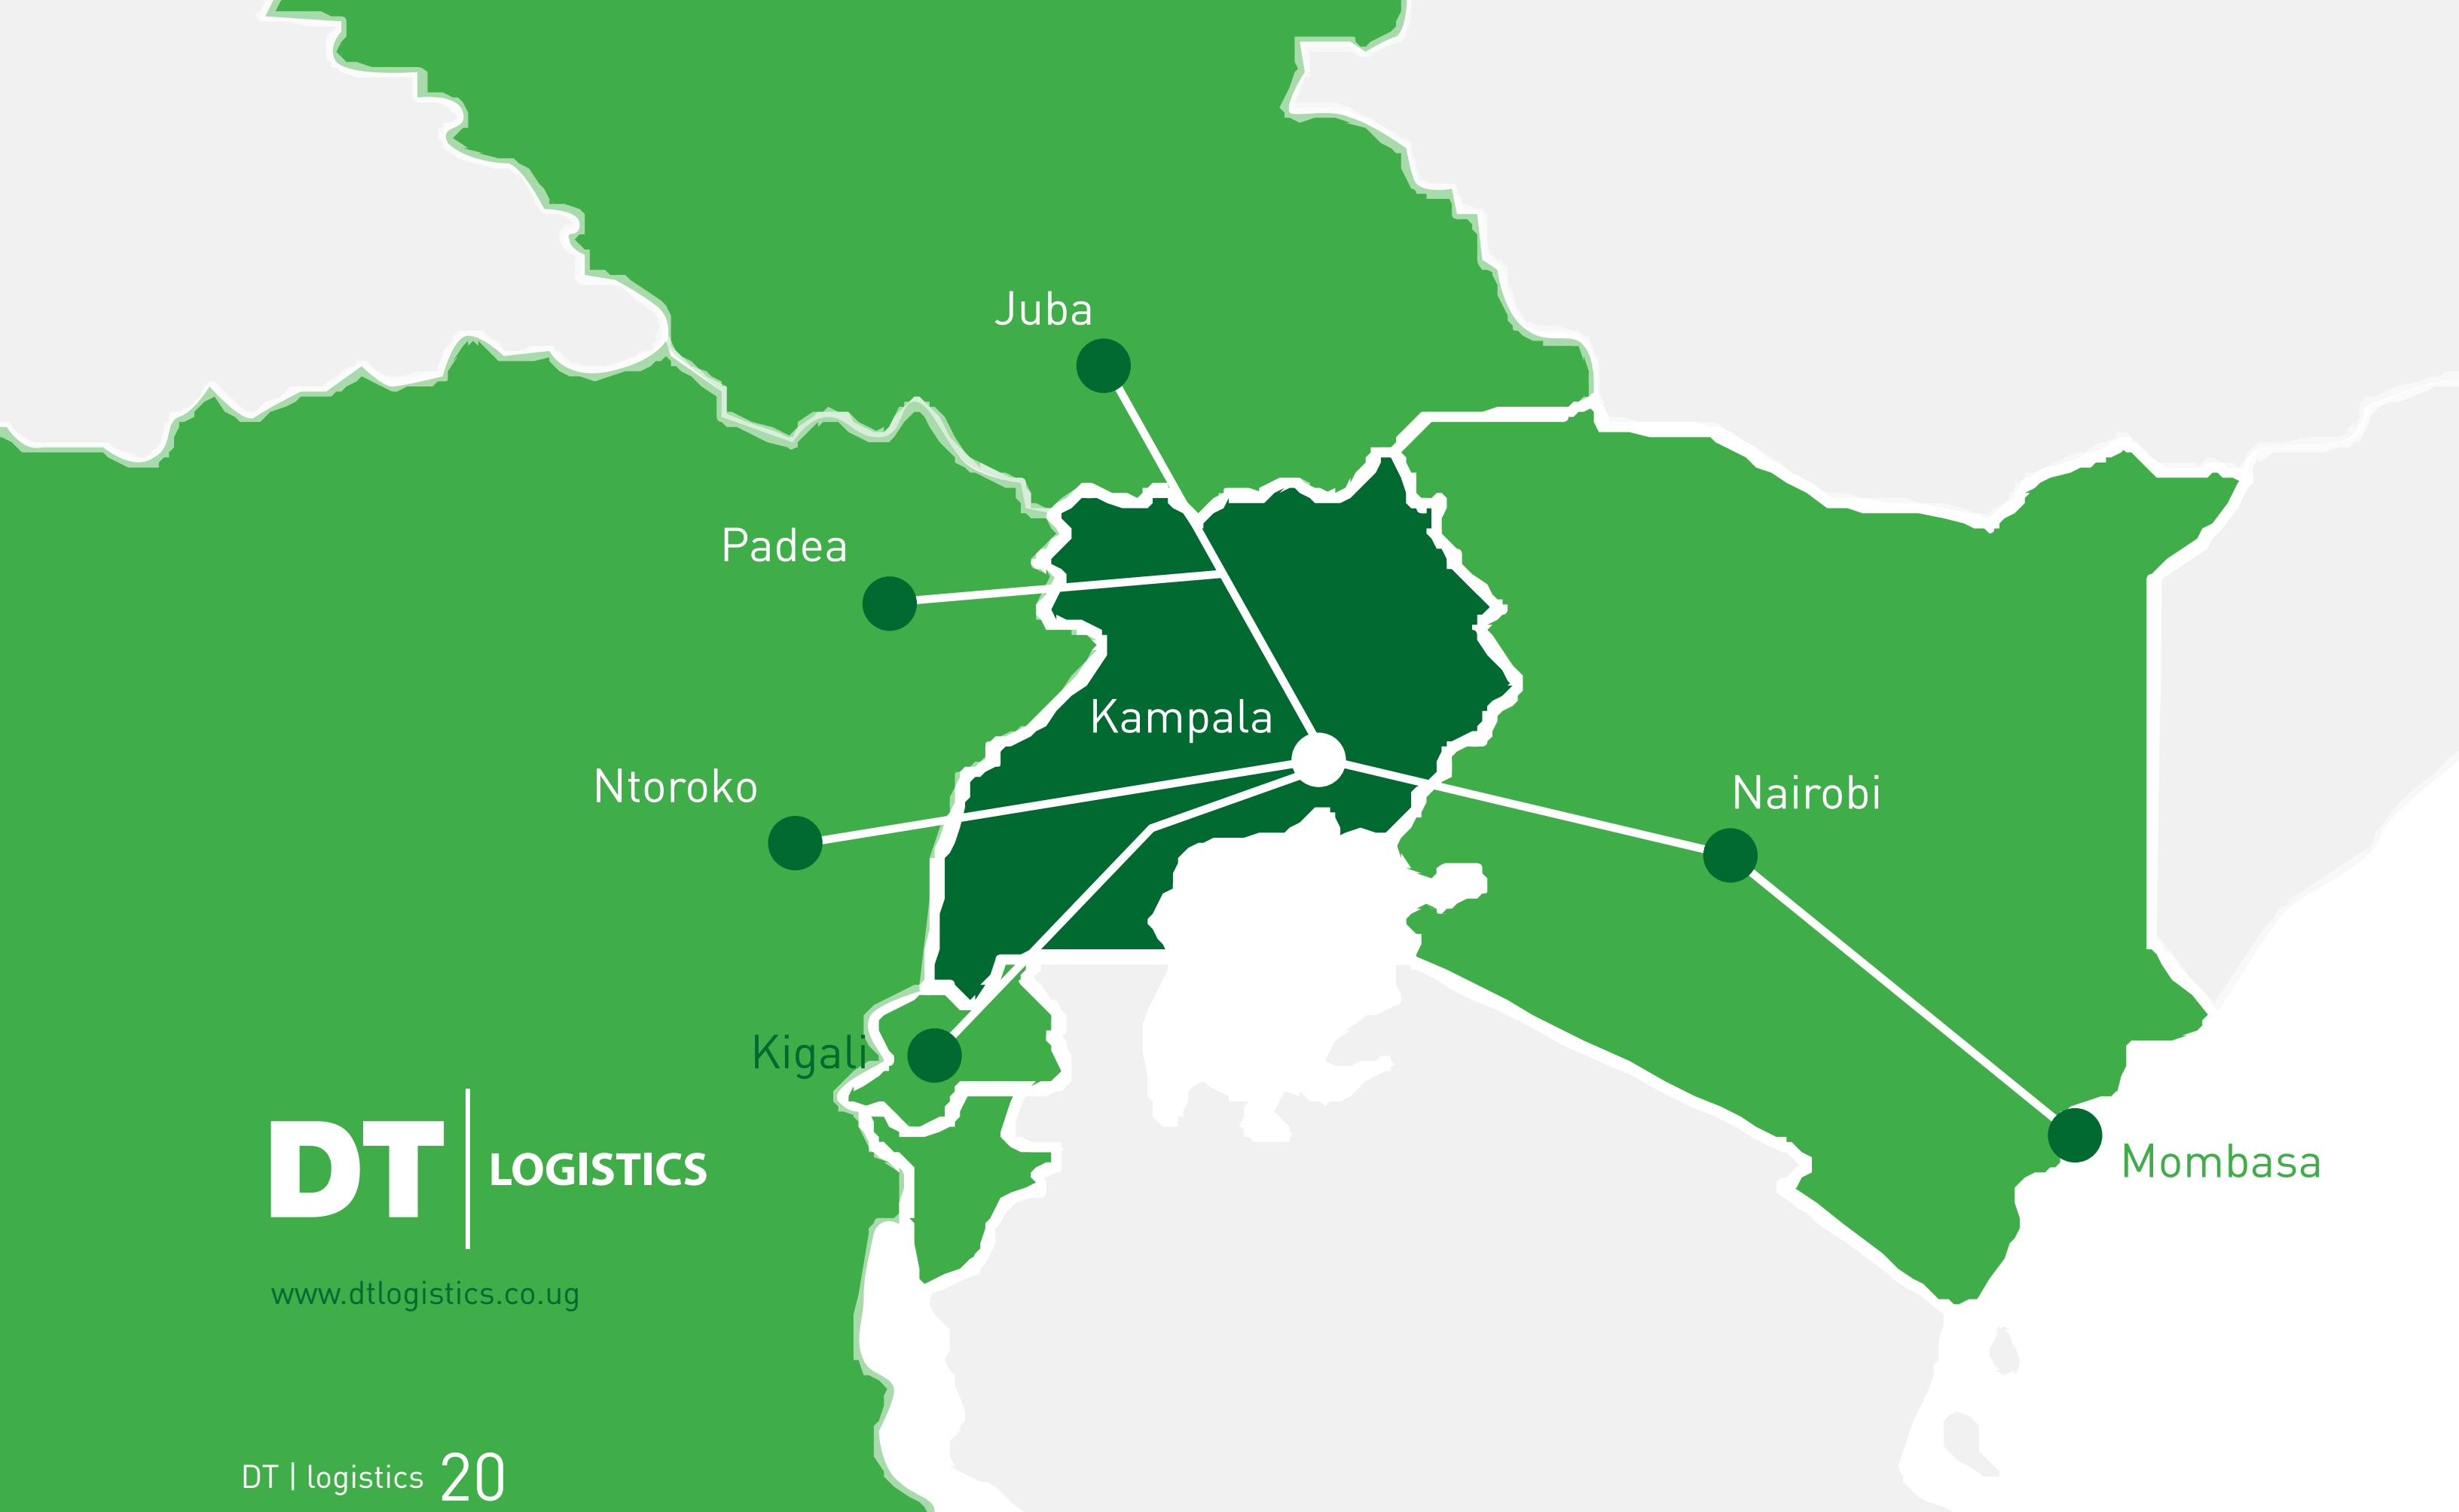 Juba
Padea
Kampala
Ntoroko
Nairobi
Kigali
Mombasa
DT | LOGISTICS
www.dtlogistics.co.ug
DT | logistics 20